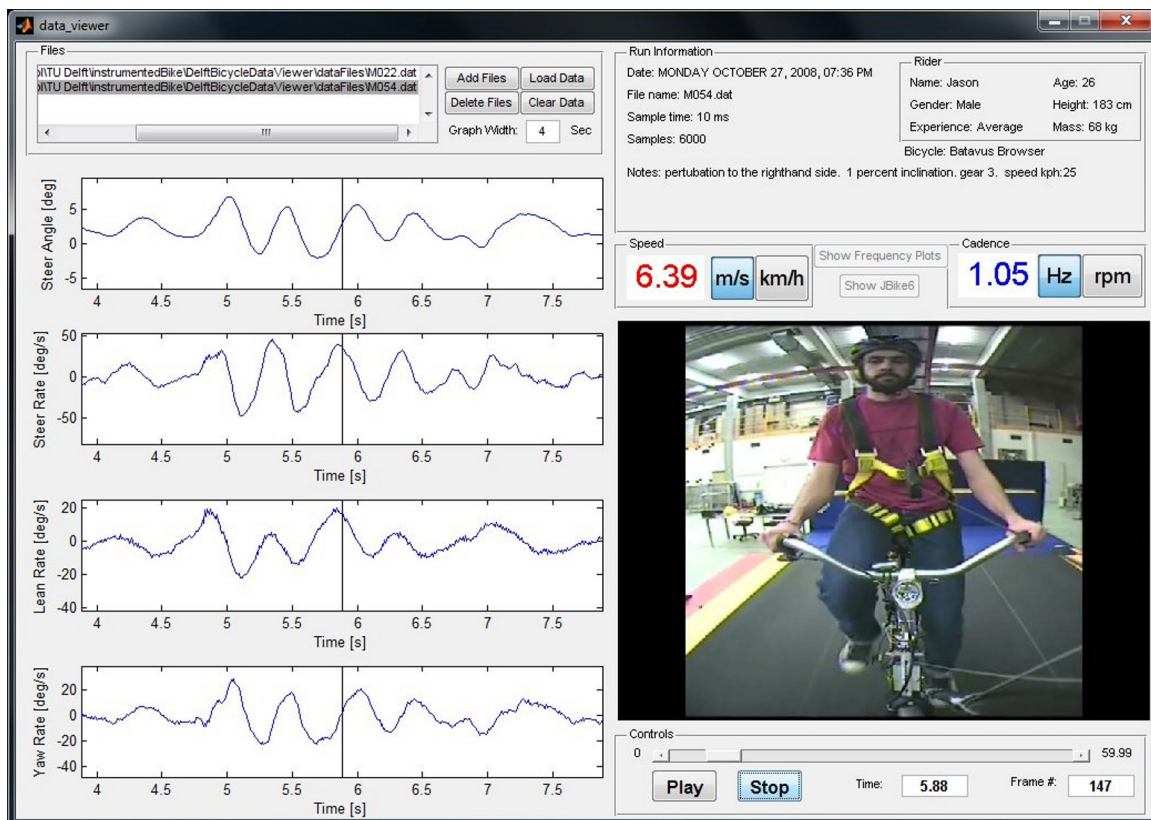 data_viewer
Files
ol\TU Delft\instrumentedBike\DelftBicycleDataViewer\dataFiles\M022.dat
ol\TU Delft\instrumentedBike\DelftBicycleDataViewer\dataFiles\M054.dat
Add Files
Load Data
Delete Files
Clear Data
Graph Width:
4
Sec
Run Information
Date: MONDAY OCTOBER 27, 2008, 07:36 PM
File name: M054.dat
Sample time: 10 ms
Samples: 6000
Rider
Name: Jason
Age: 26
Gender: Male
Height: 183 cm
Experience: Average
Mass: 68 kg
Bicycle: Batavus Browser
Notes: pertubation to the righthand side. 1 percent inclination. gear 3. speed kph:25
Speed
6.39
m/s
km/h
Show Frequency Plots
Show JBike6
Cadence
1.05
Hz
rpm
Steer Angle [deg]
5
0
-5
4 4.5 5 5.5 6 6.5 7 7.5
Time [s]
Steer Rate [deg/s]
50
0
-50
4 4.5 5 5.5 6 6.5 7 7.5
Time [s]
Lean Rate [deg/s]
20
0
-20
-40
4 4.5 5 5.5 6 6.5 7 7.5
Time [s]
Yaw Rate [deg/s]
20
0
-20
-40
4 4.5 5 5.5 6 6.5 7 7.5
Time [s]
Controls
0
59.99
Play
Stop
Time:
5.88
Frame #:
147